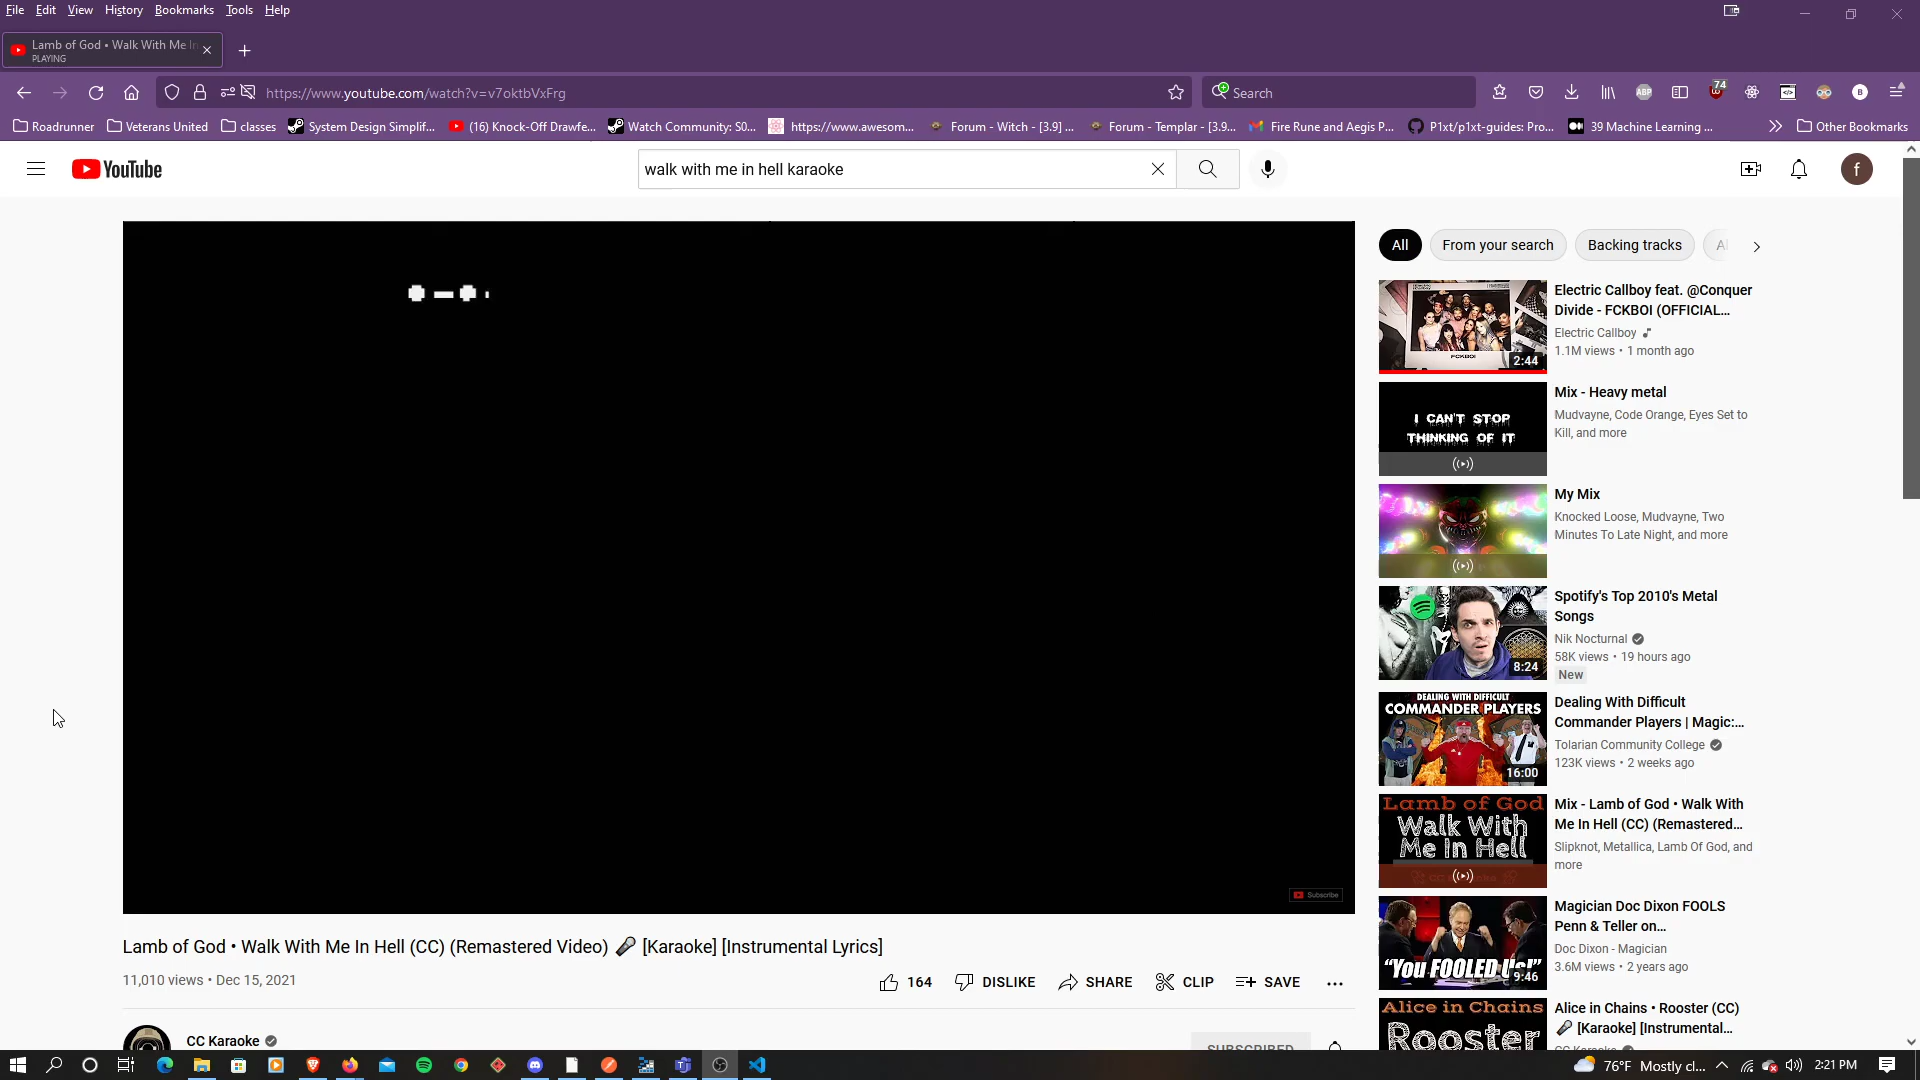 File Edit View History Bookmarks Tools Help
Lamb of God • Walk With Me In
PLAYING
https://www.youtube.com/watch?v=v7oktbVxFrg
Search
74
ABP
B
Roadrunner
Veterans United
classes
System Design Simplif...
(16) Knock-Off Drawfe...
Watch Community: S0...
https://www.awesom...
Forum - Witch - [3.9] ...
Forum - Templar - [3.9...
Fire Rune and Aegis P...
P1xt/p1xt-guides: Pro...
39 Machine Learning ...
Other Bookmarks
YouTube
walk with me in hell karaoke
f
All
From your search
Backing tracks
Electric Callboy feat. @Conquer
Divide - FCKBOI (OFFICIAL...
Electric Callboy
1.1M views • 1 month ago
FCKBOI
2:44
I CAN'T STOP
THINKING OF IT
Mix - Heavy metal
Mudvayne, Code Orange, Eyes Set to
Kill, and more
My Mix
Knocked Loose, Mudvayne, Two
Minutes To Late Night, and more
8:24
Spotify's Top 2010's Metal
Songs
Nik Nocturnal
58K views • 19 hours ago
New
DEALING WITH DIFFICULT
COMMANDER PLAYERS
16:00
Dealing With Difficult
Commander Players | Magic:...
Tolarian Community College
123K views • 2 weeks ago
Lamb of God
Walk With
Me In Hell
Mix - Lamb of God • Walk With
Me In Hell (CC) (Remastered...
Slipknot, Metallica, Lamb Of God, and
more
"You FOOLED Us!"
9:46
Magician Doc Dixon FOOLS
Penn & Teller on...
Doc Dixon - Magician
3.6M views • 2 years ago
Alice in Chains
Rooster
Alice in Chains • Rooster (CC)
[Karaoke] [Instrumental...
CC Karaoke
Subscribe
Lamb of God • Walk With Me In Hell (CC) (Remastered Video) 🎤 [Karaoke] [Instrumental Lyrics]
11,010 views • Dec 15, 2021
164
DISLIKE
SHARE
CLIP
SAVE
CC Karaoke
SUBSCRIBED
76°F Mostly cl...
2:21 PM